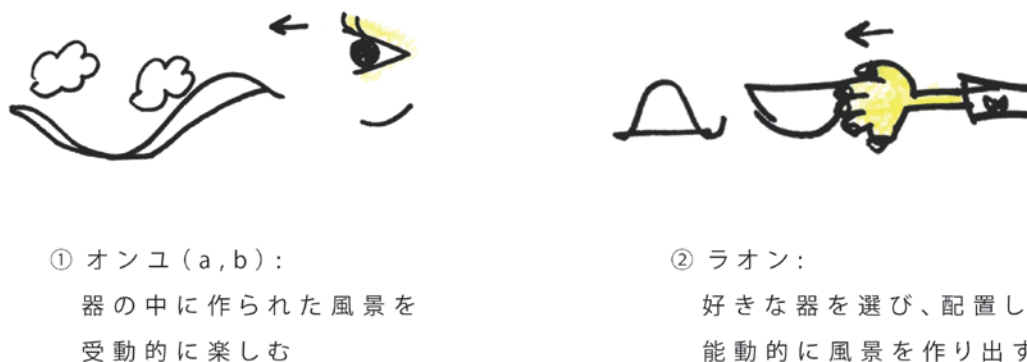 ① オンユ(a,b):
器の中に作られた風景を
受動的に楽しむ
② ラオン:
好きな器を選び、配置し
能動的に風景を作り出す